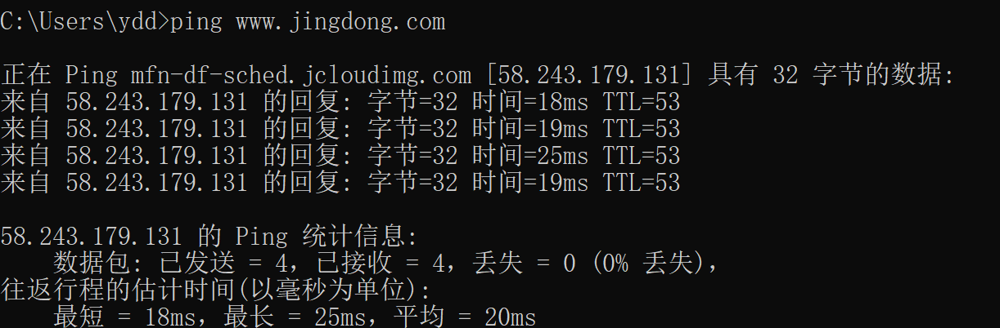 C:\Users\ydd>ping www.jingdong.com
正在 Ping mfn-df-sched.jcloudimg.com [58.243.179.131] 具有 32 字节的数据:
来自 58.243.179.131 的回复: 字节=32 时间=18ms TTL=53
来自 58.243.179.131 的回复: 字节=32 时间=19ms TTL=53
来自 58.243.179.131 的回复: 字节=32 时间=25ms TTL=53
来自 58.243.179.131 的回复: 字节=32 时间=19ms TTL=53
58.243.179.131 的 Ping 统计信息:
数据包: 已发送 = 4，已接收 = 4，丢失 = 0 (0% 丢失)，
往返行程的估计时间(以毫秒为单位):
最短 = 18ms，最长 = 25ms，平均 = 20ms